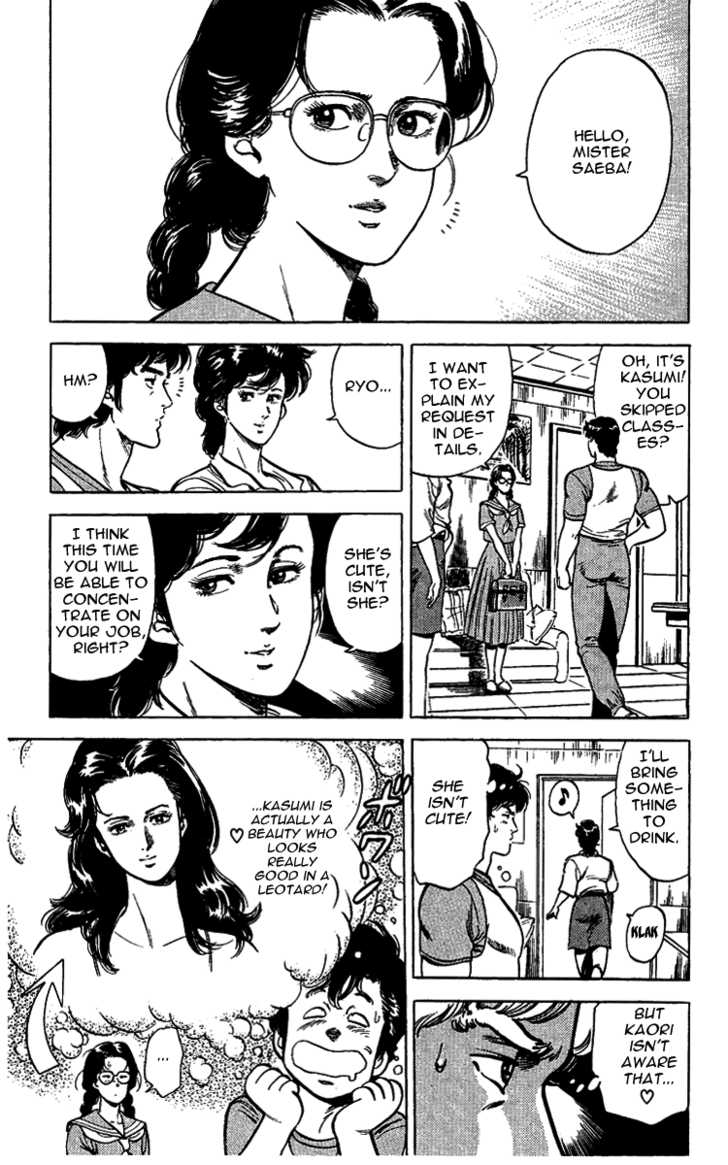 HELLO,
MISTER
SAEBA!
OH, IT'S
KASUMI!
YOU
SKIPPED
CLASS-
ES?
I WANT
TO EX-
PLAIN MY
REQUEST
IN DE-
TAILS.
RYO...
HM?
SHE'S
CUTE,
ISN'T
SHE?
I THINK
THIS TIME
YOU WILL
BE ABLE TO
CONCEN-
TRATE ON
YOUR JOB,
RIGHT?
I'LL
BRING
SOME-
THING
TO
DRINK.
♪
KLAK
SHE
ISN'T
CUTE!
BUT
KAORI
ISN'T
AWARE
THAT...
♡
...KASUMI IS
ACTUALLY A
♡ BEAUTY WHO
LOOKS
REALLY
GOOD IN A
LEOTARD!
ボワン
...